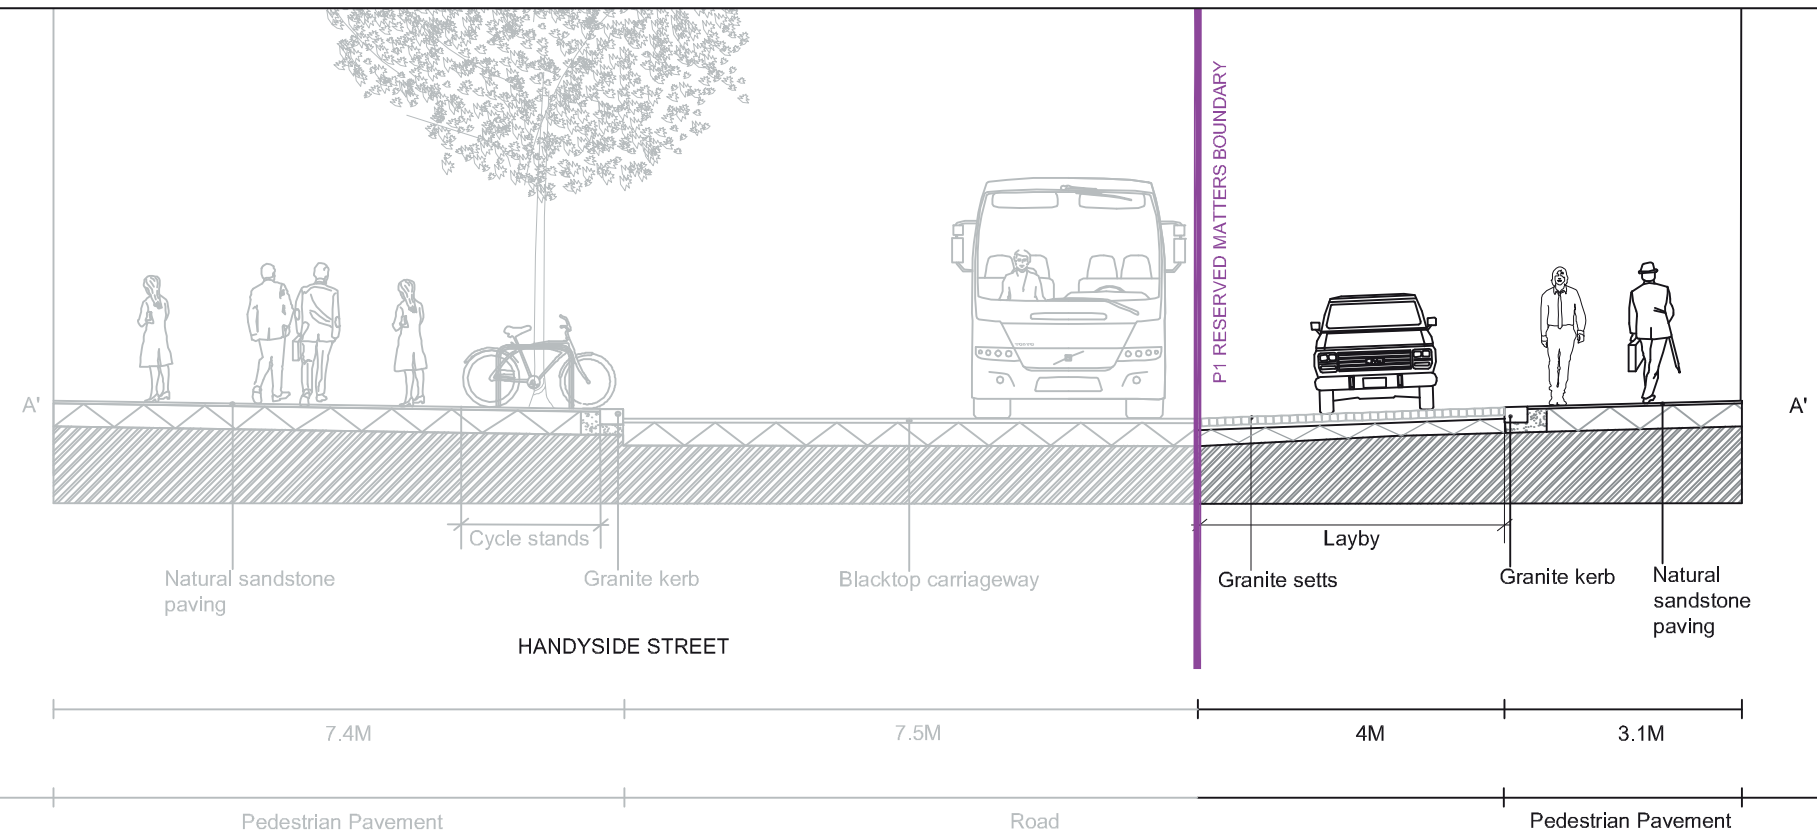 P1 RESERVED MATTERS BOUNDARY
A'
A'
Cycle stands
Layby
Natural sandstone
paving
Granite kerb
Blacktop carriageway
Granite setts
Granite kerb
Natural
sandstone
paving
HANDYSIDE STREET
7.4M
7.5M
4M
3.1M
Pedestrian Pavement
Road
Pedestrian Pavement